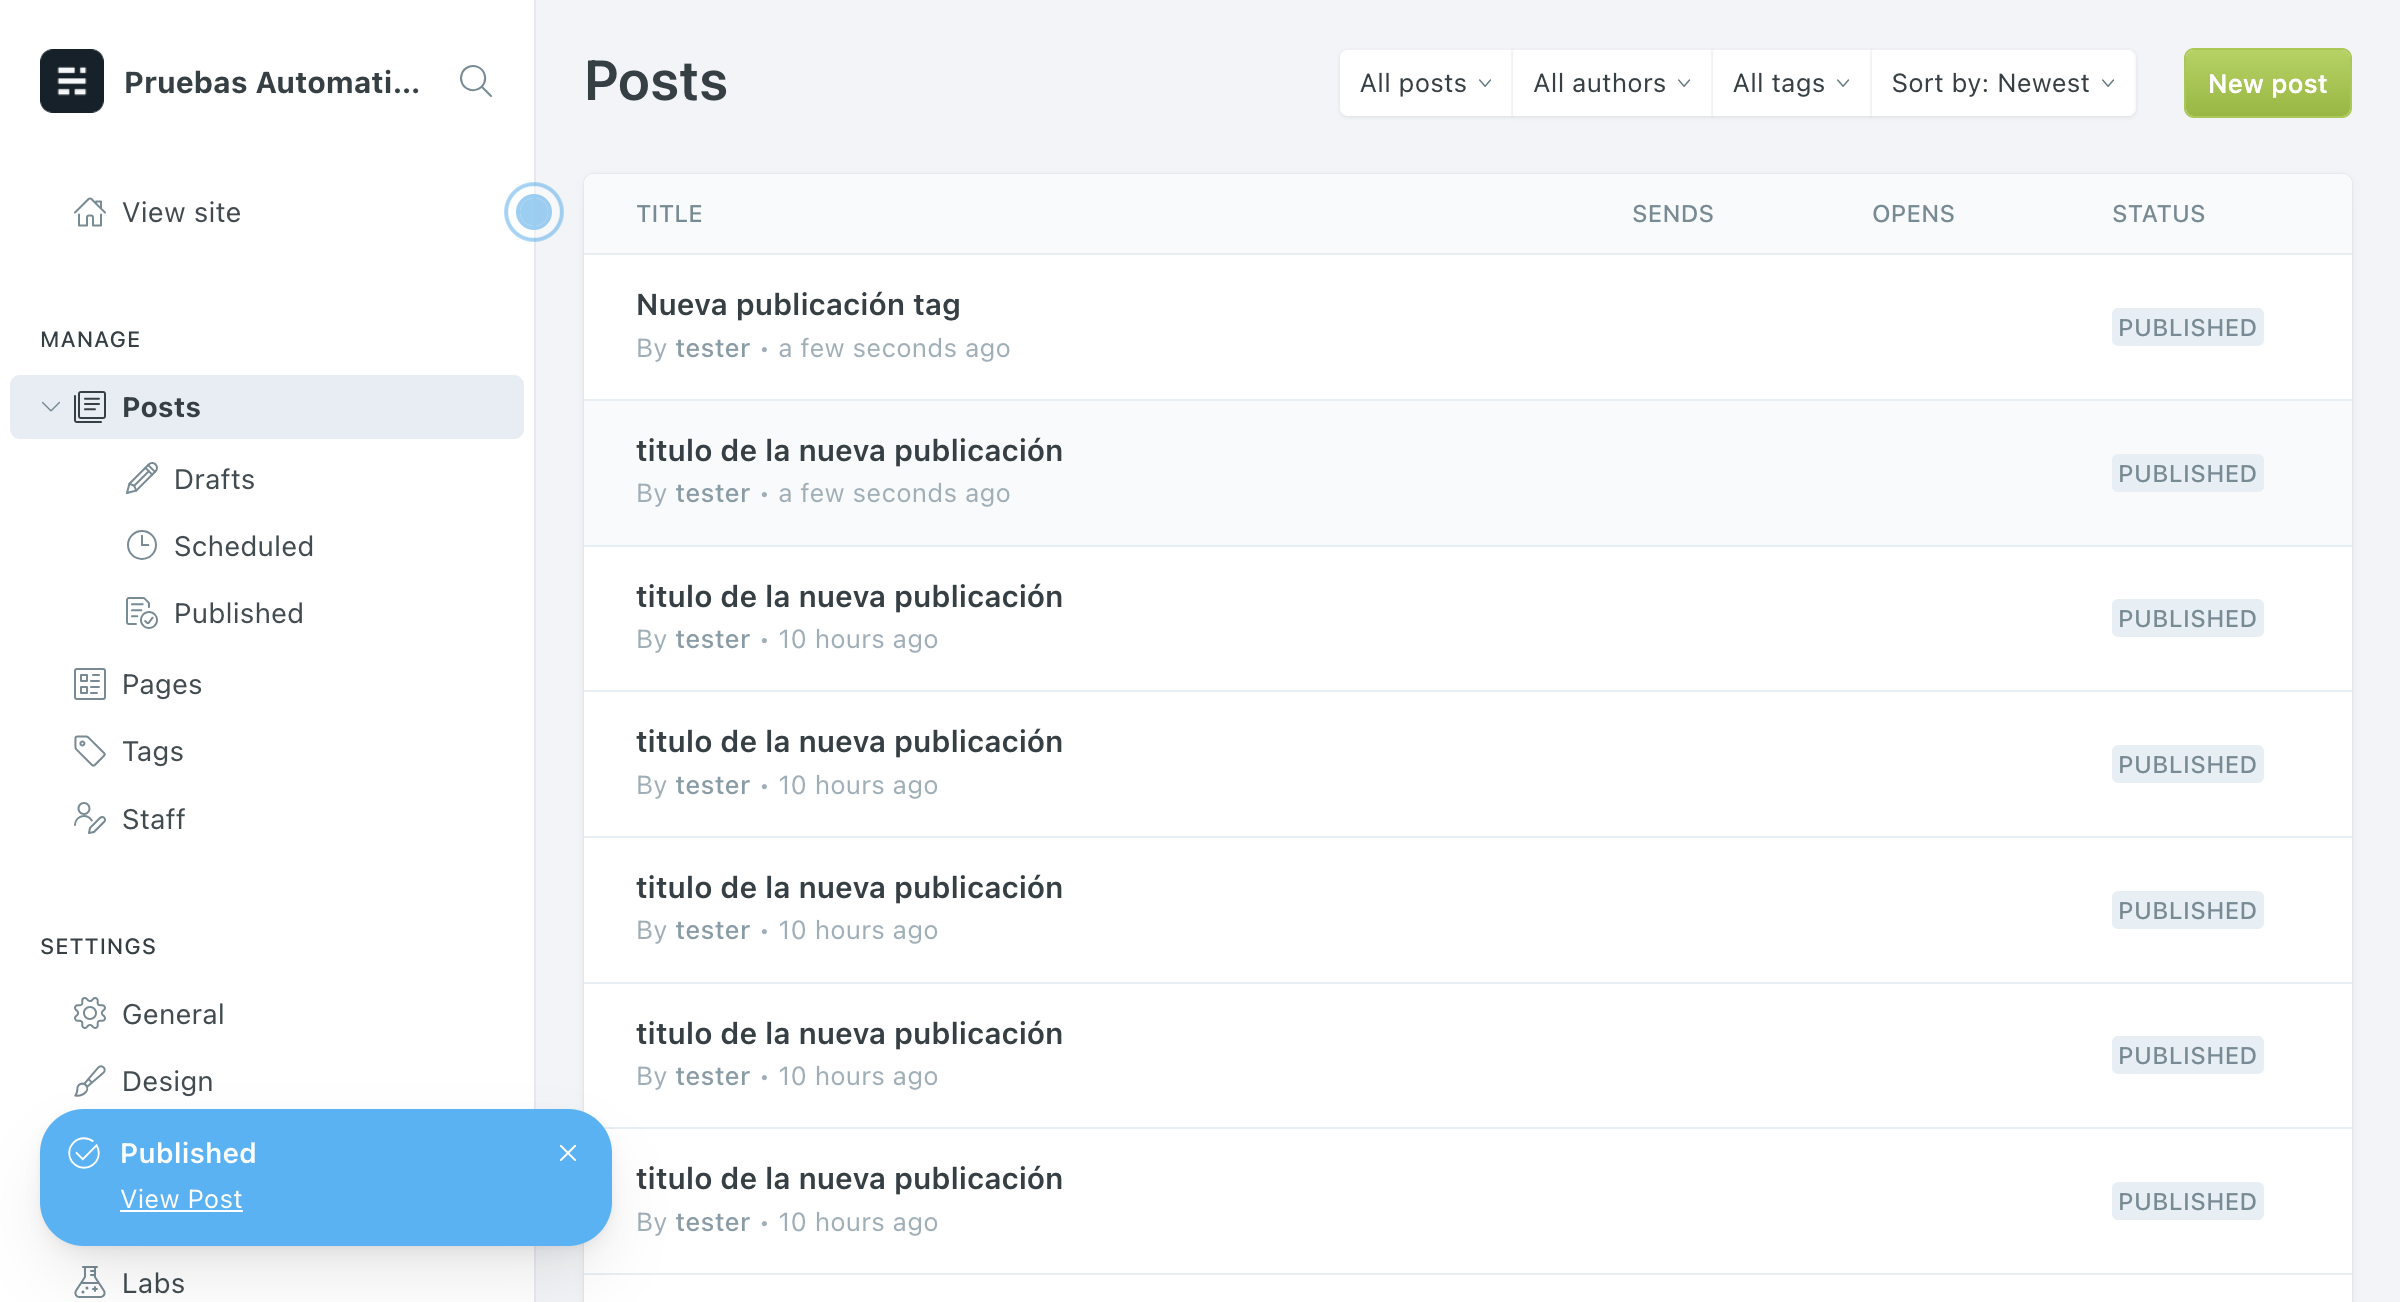 Pruebas Automati...
View site
MANAGE
Posts
Drafts
Scheduled
Published
Pages
Tags
Staff
SETTINGS
General
Design
Published
View Post
Labs
Posts
All posts
All authors
All tags
Sort by: Newest
New post
TITLE SENDS OPENS STATUS
Nueva publicación tag
By tester • a few seconds ago
PUBLISHED
titulo de la nueva publicación
By tester • a few seconds ago
PUBLISHED
titulo de la nueva publicación
By tester • 10 hours ago
PUBLISHED
titulo de la nueva publicación
By tester • 10 hours ago
PUBLISHED
titulo de la nueva publicación
By tester • 10 hours ago
PUBLISHED
titulo de la nueva publicación
By tester • 10 hours ago
PUBLISHED
titulo de la nueva publicación
By tester • 10 hours ago
PUBLISHED